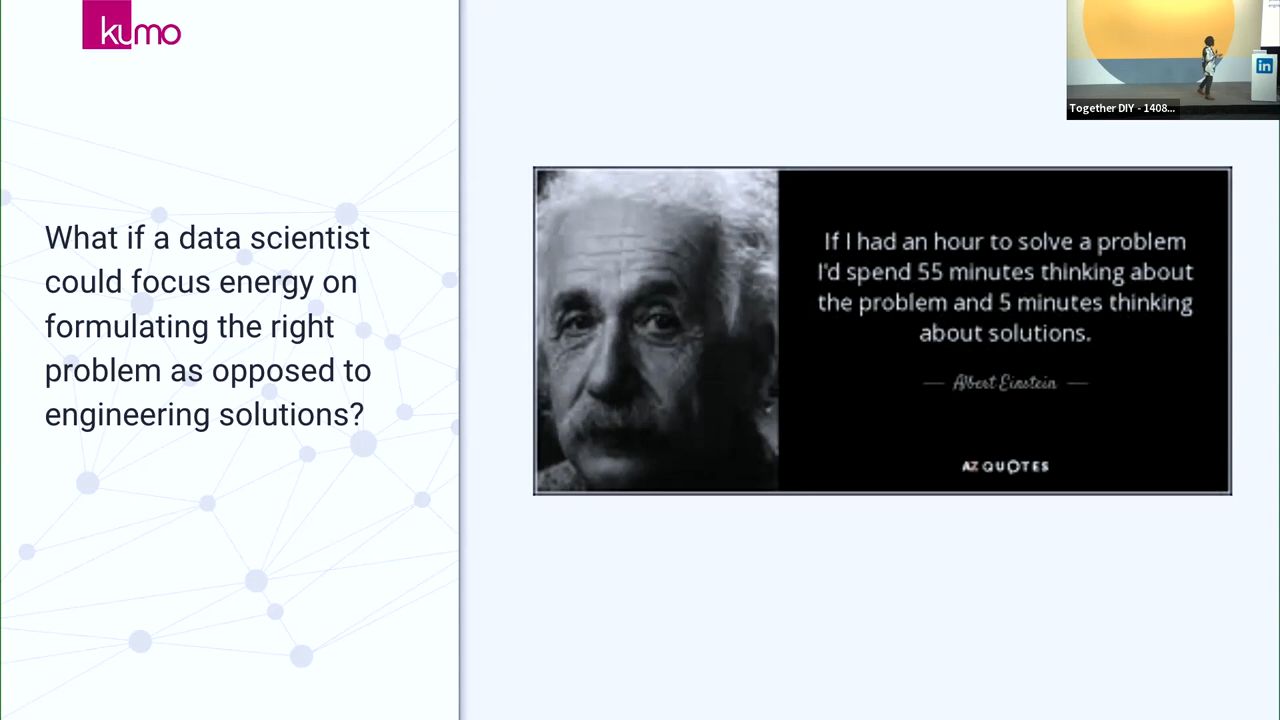 kumo
What if a data scientist
could focus energy on
formulating the right
problem as opposed to
engineering solutions?
If I had an hour to solve a problem
I'd spend 55 minutes thinking about
the problem and 5 minutes thinking
about solutions.
— Albert Einstein —
AZ QUOTES
in
Together DIY - 1408...